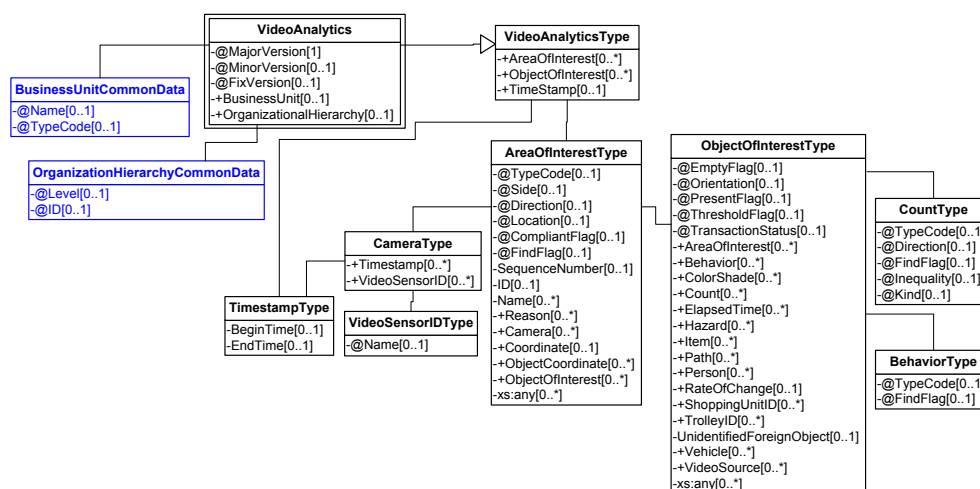 VideoAnalytics
-@MajorVersion[1]
-@MinorVersion[0..1]
-@FixVersion[0..1]
-+BusinessUnit[0..1]
-+OrganizationalHierarchy[0..1]
VideoAnalyticsType
-+AreaOfInterest[0..*]
-+ObjectOfInterest[0..*]
-+TimeStamp[0..1]
BusinessUnitCommonData
-@Name[0..1]
-@TypeCode[0..1]
OrganizationHierarchyCommonData
-@Level[0..1]
-@ID[0..1]
AreaOfInterestType
-@TypeCode[0..1]
-@Side[0..1]
-@Direction[0..1]
-@Location[0..1]
-@CompliantFlag[0..1]
-@FindFlag[0..1]
-SequenceNumber[0..1]
-ID[0..1]
-Name[0..*]
-+Reason[0..*]
-+Camera[0..*]
-+Coordinate[0..1]
-+ObjectCoordinate[0..*]
-+ObjectOfInterest[0..*]
-xs:any[0..*]
ObjectOfInterestType
-@EmptyFlag[0..1]
-@Orientation[0..1]
-@PresentFlag[0..1]
-@ThresholdFlag[0..1]
-@TransactionStatus[0..1]
-+AreaOfInterest[0..*]
-+Behavior[0..*]
-+ColorShade[0..*]
-+Count[0..*]
-+ElapsedTime[0..*]
-+Hazard[0..*]
-+Item[0..*]
-+Path[0..*]
-+Person[0..*]
-+RateOfChange[0..1]
-+ShoppingUnitID[0..*]
-+TrolleyID[0..*]
-UnidentifiedForeignObject[0..1]
-+Vehicle[0..*]
-+VideoSource[0..*]
-xs:any[0..*]
CountType
-@TypeCode[0..1
-@Direction[0..1]
-@FindFlag[0..1]
-@Inequality[0..1]
-@Kind[0..1]
CameraType
-+Timestamp[0..*]
-+VideoSensorID[0..*]
TimestampType
-BeginTime[0..1]
-EndTime[0..1]
VideoSensorIDType
-@Name[0..1]
BehaviorType
-@TypeCode[0..1
-@FindFlag[0..1]